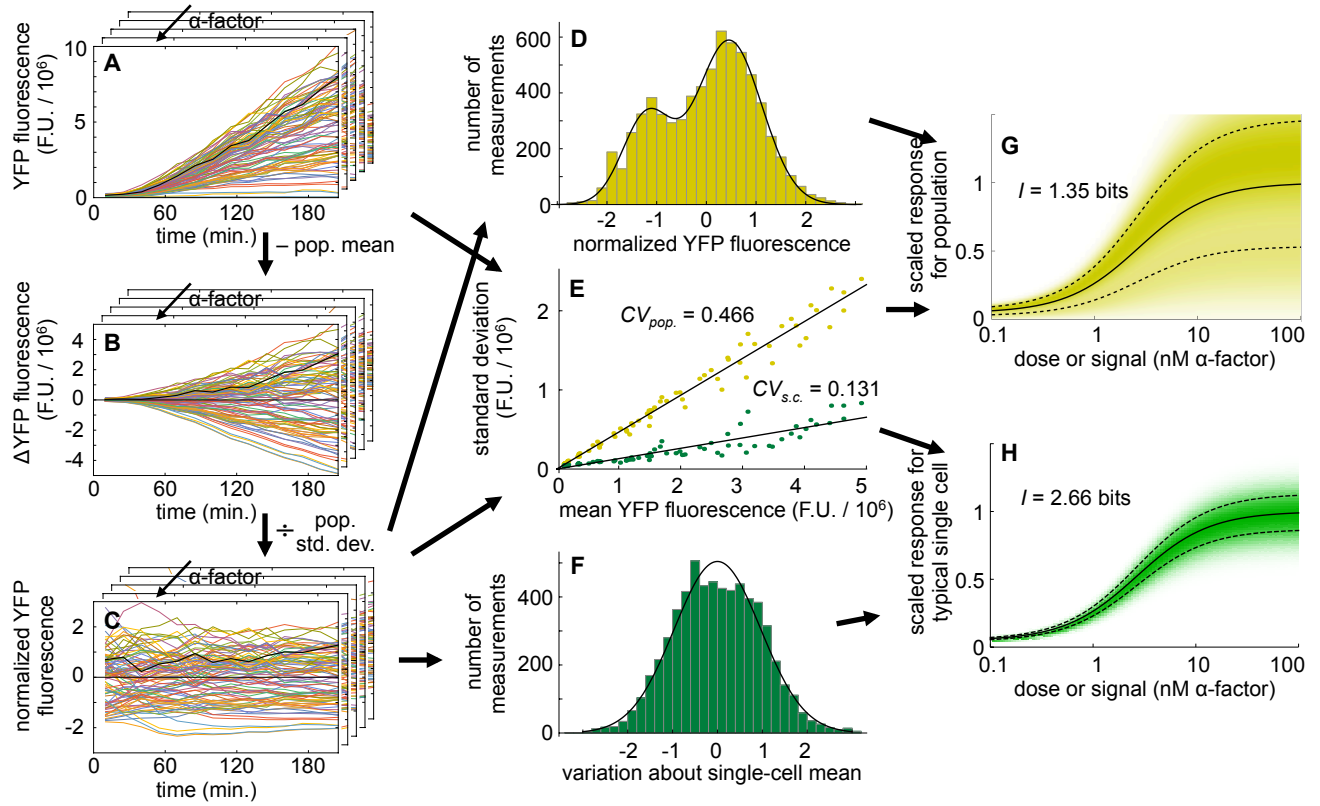 α-factor
A
YFP fluorescence
(F.U. / 10⁶)
10
5
0
0
60
120
180
time (min.)
– pop. mean
α-factor
B
ΔYFP fluorescence
(F.U. / 10⁶)
4
2
0
-2
-4
0
60
120
180
time (min.)
÷ pop.
std. dev.
α-factor
C
normalized YFP
fluorescence
2
0
-2
0
60
120
180
time (min.)
D
number of
measurements
600
400
200
0
-2
-1
0
1
2
normalized YFP fluorescence
E
standard deviation
(F.U. / 10⁶)
2
1
0
CVpop. = 0.466
CVs.c. = 0.131
0
1
2
3
4
5
mean YFP fluorescence (F.U. / 10⁶)
F
number of
measurements
400
200
0
-2
-1
0
1
2
variation about single-cell mean
G
scaled response
for population
1
0.5
0
I = 1.35 bits
0.1
1
10
100
dose or signal (nM α-factor)
H
scaled response for
typical single cell
1
0.5
0
I = 2.66 bits
0.1
1
10
100
dose or signal (nM α-factor)